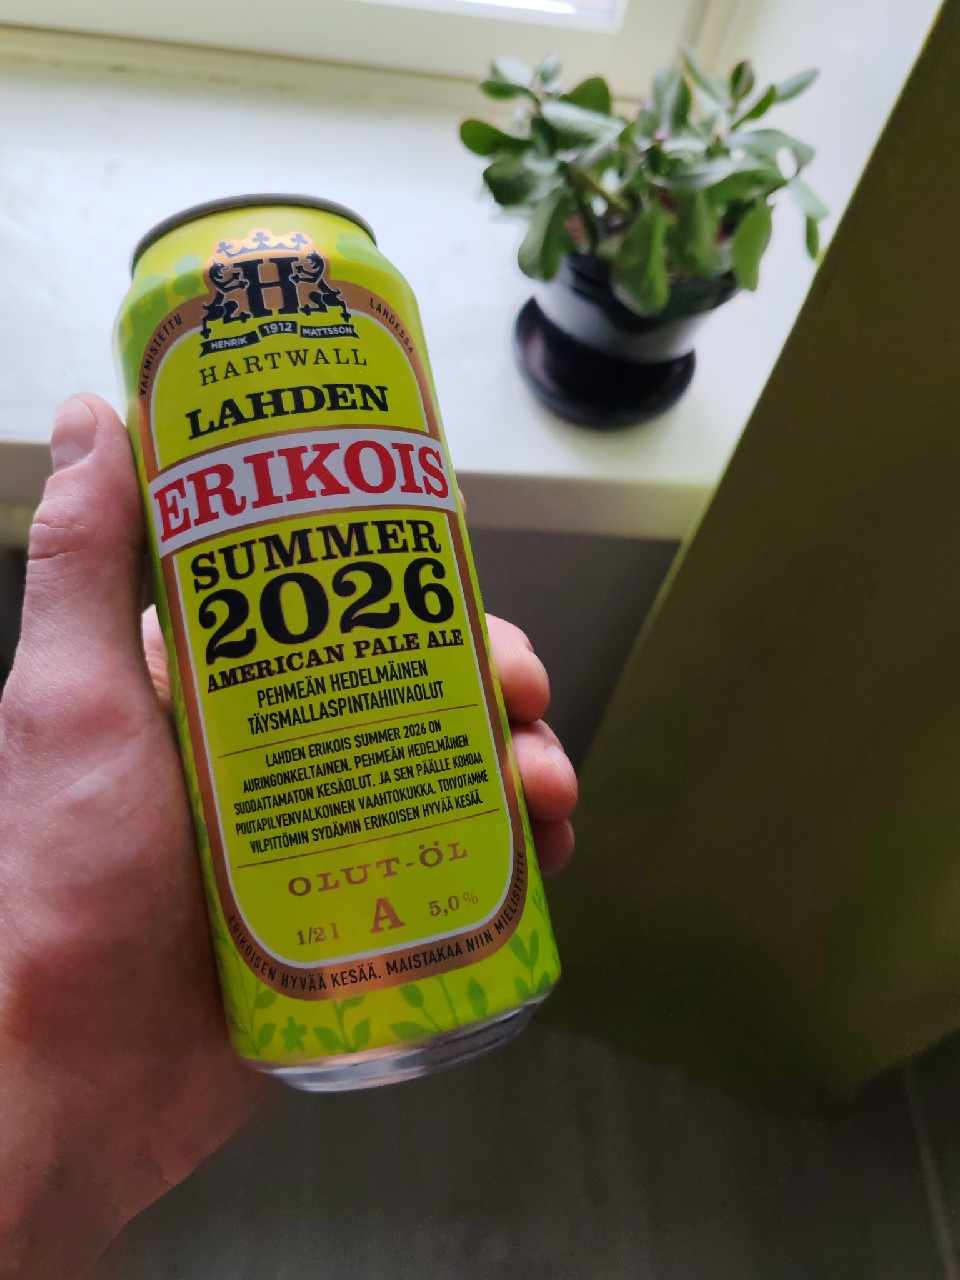 H
HENRIK 1912 MATTSSON
VALMISTETTU LAHDESSA
HARTWALL
LAHDEN
ERIKOIS
SUMMER
2026
AMERICAN PALE ALE
PEHMEÄN HEDELMÄINEN
TÄYSMALLASPINTAHIIVAOLUT
LAHDEN ERIKOIS SUMMER 2026 ON
AURINGONKELTAINEN, PEHMEÄN HEDELMÄINEN
SUODATTAMATON KESÄOLUT, JA SEN PÄÄLLE KOHOAA
POUTAPILVENVALKOINEN VAAHTOKUKKA. TOIVOTAMME
VILPITTÖMIN SYDÄMIN ERIKOISEN HYVÄÄ KESÄÄ.
OLUT-ÖL
1/2 l A 5,0%
ERIKOISEN HYVÄÄ KESÄÄ. MAISTAKAA NIIN MIELISTYTTE